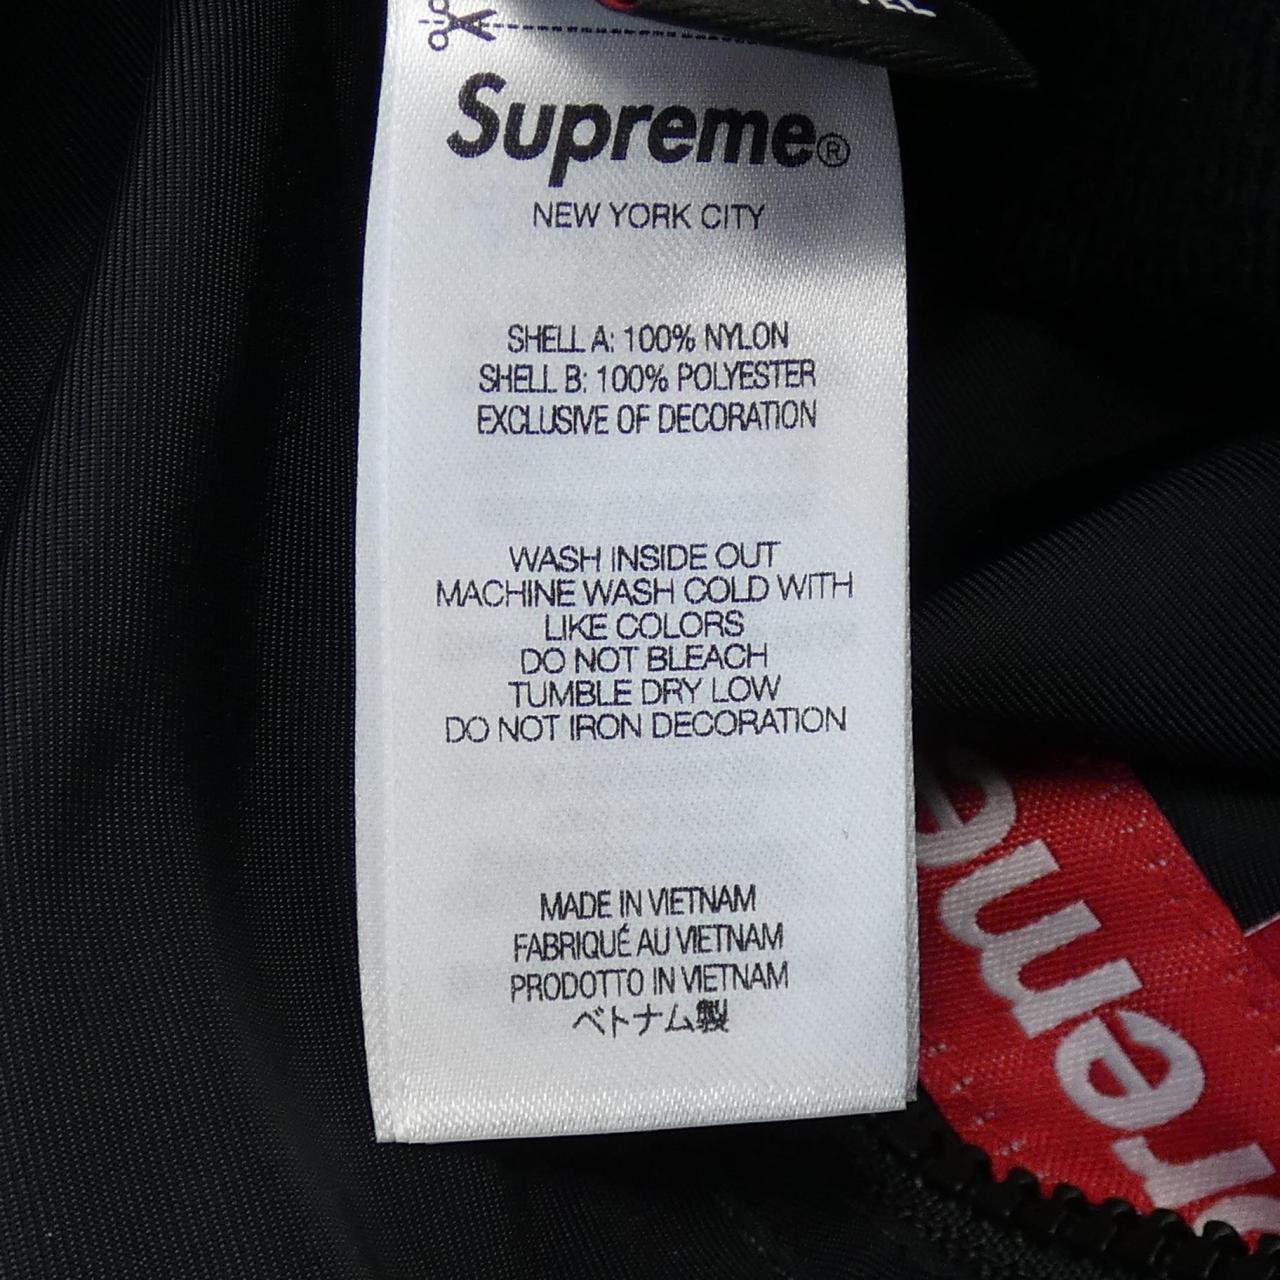 Supreme®
NEW YORK CITY
SHELL A: 100% NYLON
SHELL B: 100% POLYESTER
EXCLUSIVE OF DECORATION
WASH INSIDE OUT
MACHINE WASH COLD WITH
LIKE COLORS
DO NOT BLEACH
TUMBLE DRY LOW
DO NOT IRON DECORATION
MADE IN VIETNAM
FABRIQUÉ AU VIETNAM
PRODOTTO IN VIETNAM
ベトナム製
preme